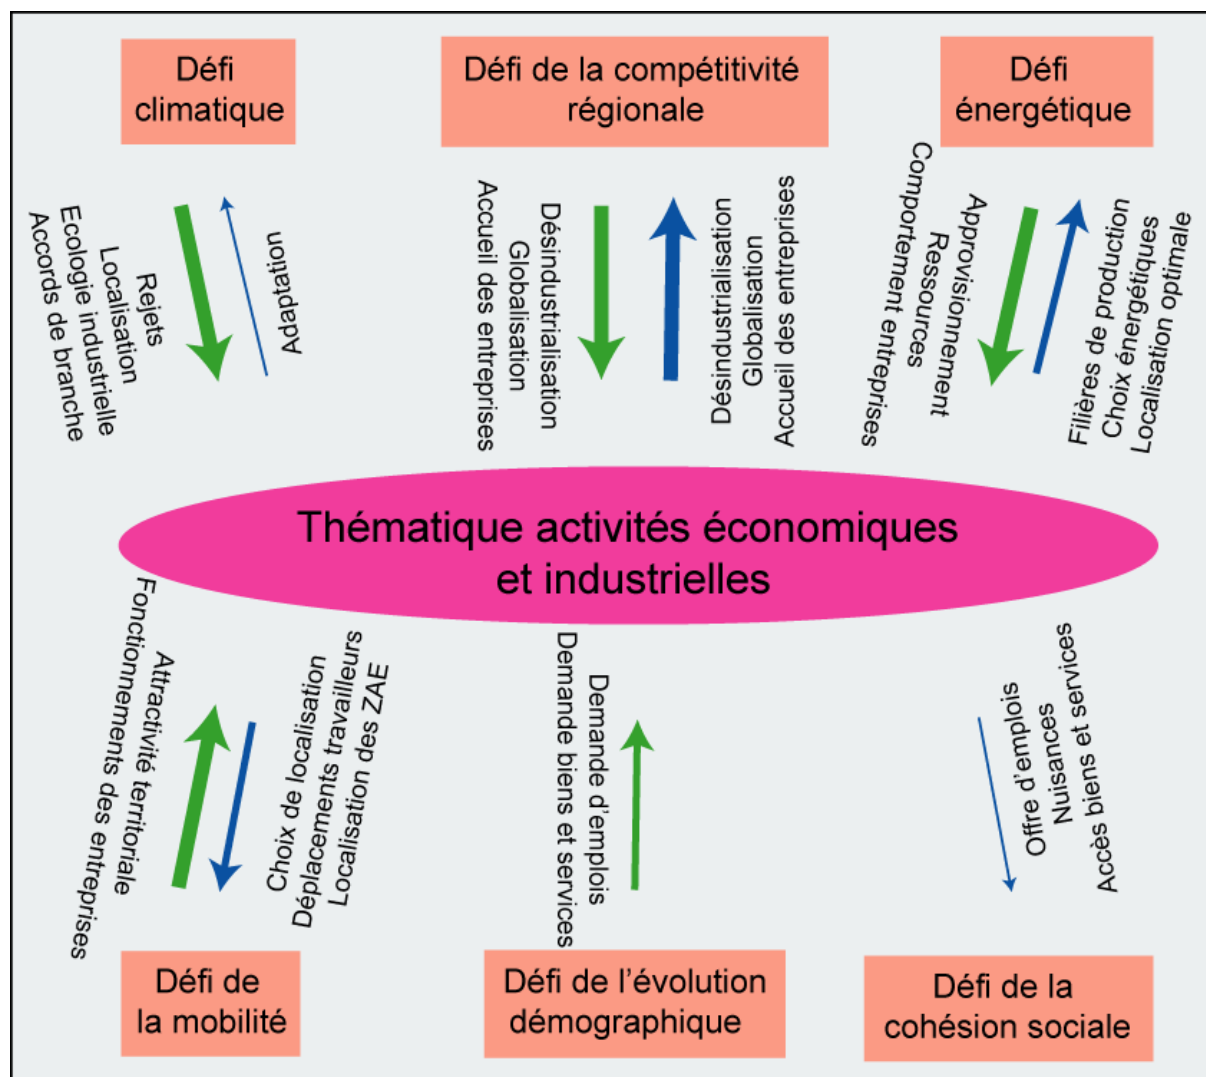 Défi
climatique
Défi de la compétitivité
régionale
Défi
énergétique
Rejets
Localisation
Ecologie industrielle
Accords de branche
Adaptation
Désindustrialisation
Globalisation
Accueil des entreprises
Désindustrialisation
Globalisation
Accueil des entreprises
Approvisionnement
Ressources
Comportement entreprises
Filières de production
Choix énergétiques
Localisation optimale
Thématique activités économiques
et industrielles
Attractivité territoriale
Fonctionnements des entreprises
Choix de localisation
Déplacements travailleurs
Localisation des ZAE
Demande d'emplois
Demande biens et services
Offre d'emplois
Nuisances
Accès biens et services
Défi de
la mobilité
Défi de l'évolution
démographique
Défi de la
cohésion sociale